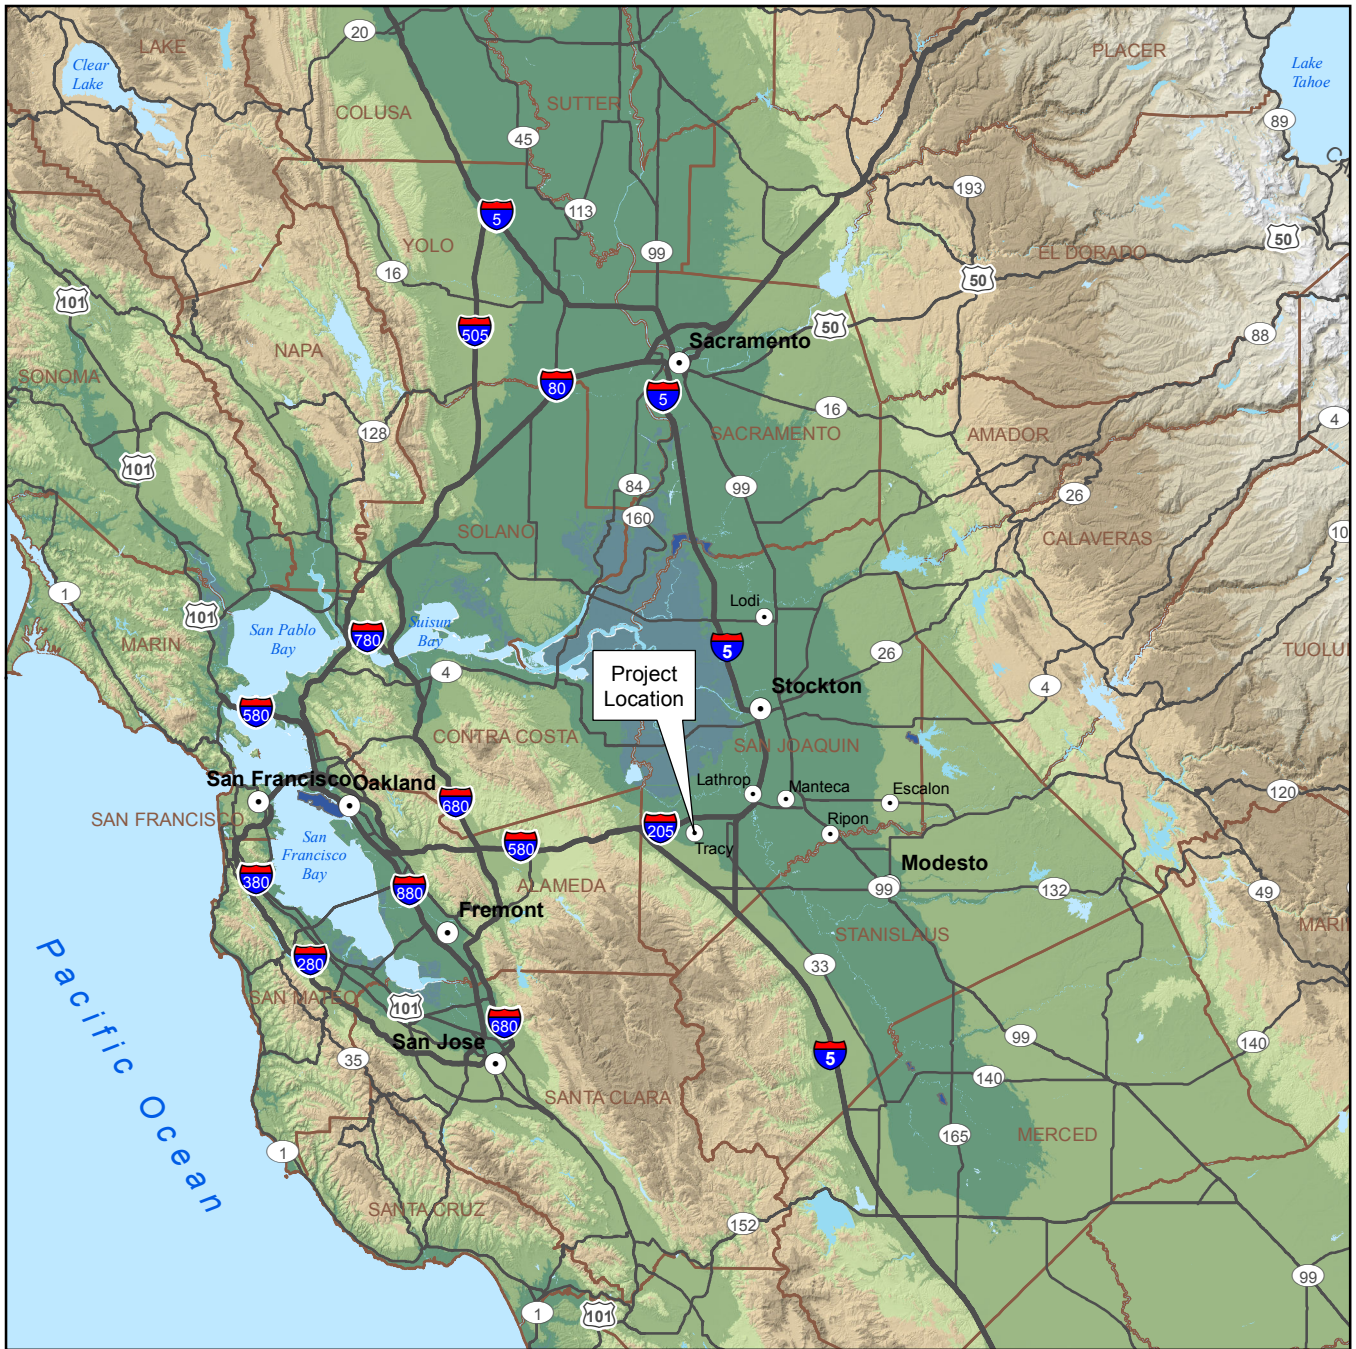 LAKE
20
PLACER
Clear
Lake
Lake
Tahoe
COLUSA
SUTTER
89
45
193
113
5
YOLO
99
50
EL DORADO
16
50
101
505
50
88
Sacramento
NAPA
SONOMA
80
5
16
4
128
SACRAMENTO
AMADOR
101
84
99
26
160
SOLANO
CALAVERAS
10
1
Lodi
101
San Pablo
Bay
Suisun
Bay
MARIN
780
5
26
TUOLU
Project
Location
4
4
Stockton
580
CONTRA COSTA
SAN JOAQUIN
San Francisco
Oakland
Lathrop
Manteca
Escalon
120
680
SAN FRANCISCO
205
Ripon
San
Francisco
Bay
580
Tracy
Modesto
380
880
ALAMEDA
99
132
49
Fremont
STANISLAUS
MARI
280
33
SAN MATEO
101
680
99
San Jose
140
35
5
140
SANTA CLARA
165
MERCED
1
Pacific Ocean
SANTA CRUZ
152
99
1
101